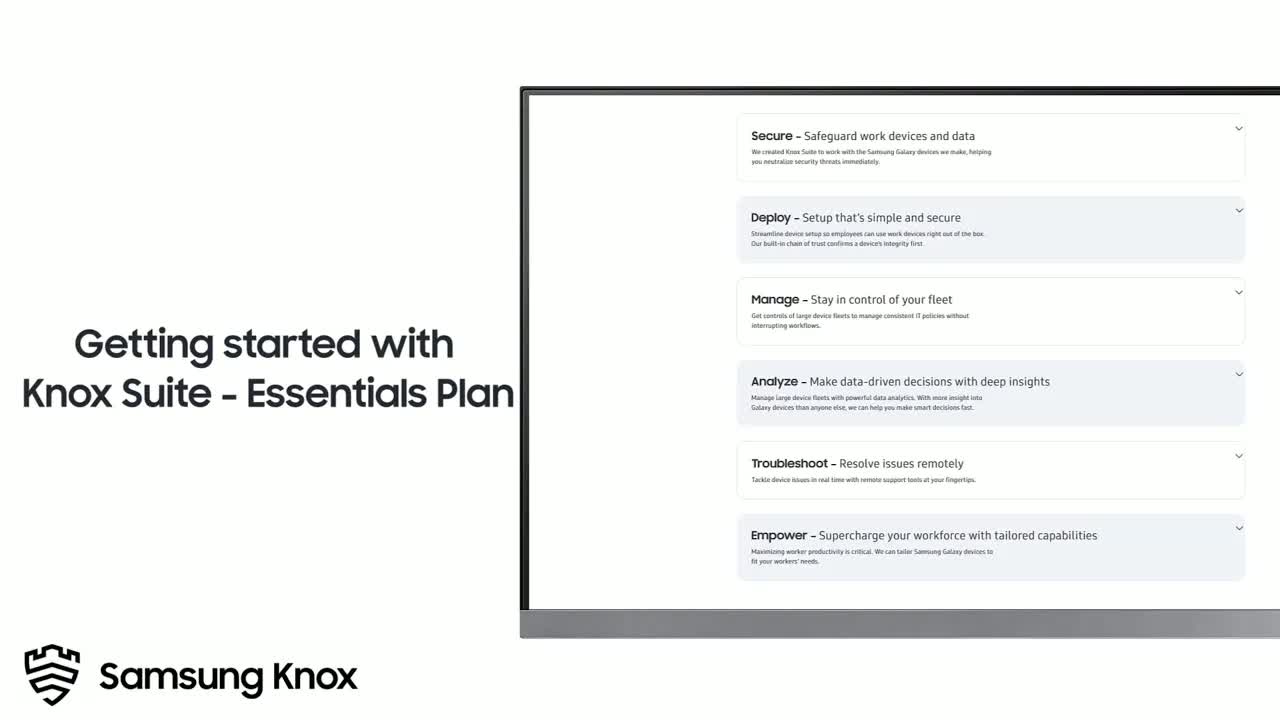 Getting started with
Knox Suite - Essentials Plan
Samsung Knox
Secure – Safeguard work devices and data
We created Knox Suite to work with the Samsung Galaxy devices we make, helping
you neutralize security threats immediately.
Deploy – Setup that's simple and secure
Streamline device setup so employees can use work devices right out of the box.
Our built-in chain of trust confirms a device's integrity first.
Manage – Stay in control of your fleet
Get controls of large device fleets to manage consistent IT policies without
interrupting workflows.
Analyze – Make data-driven decisions with deep insights
Manage large device fleets with powerful data analytics. With more insight into
Galaxy devices than anyone else, we can help you make smart decisions fast.
Troubleshoot – Resolve issues remotely
Tackle device issues in real time with remote support tools at your fingertips.
Empower – Supercharge your workforce with tailored capabilities
Maximizing worker productivity is critical. We can tailor Samsung Galaxy devices to
fit your workers' needs.